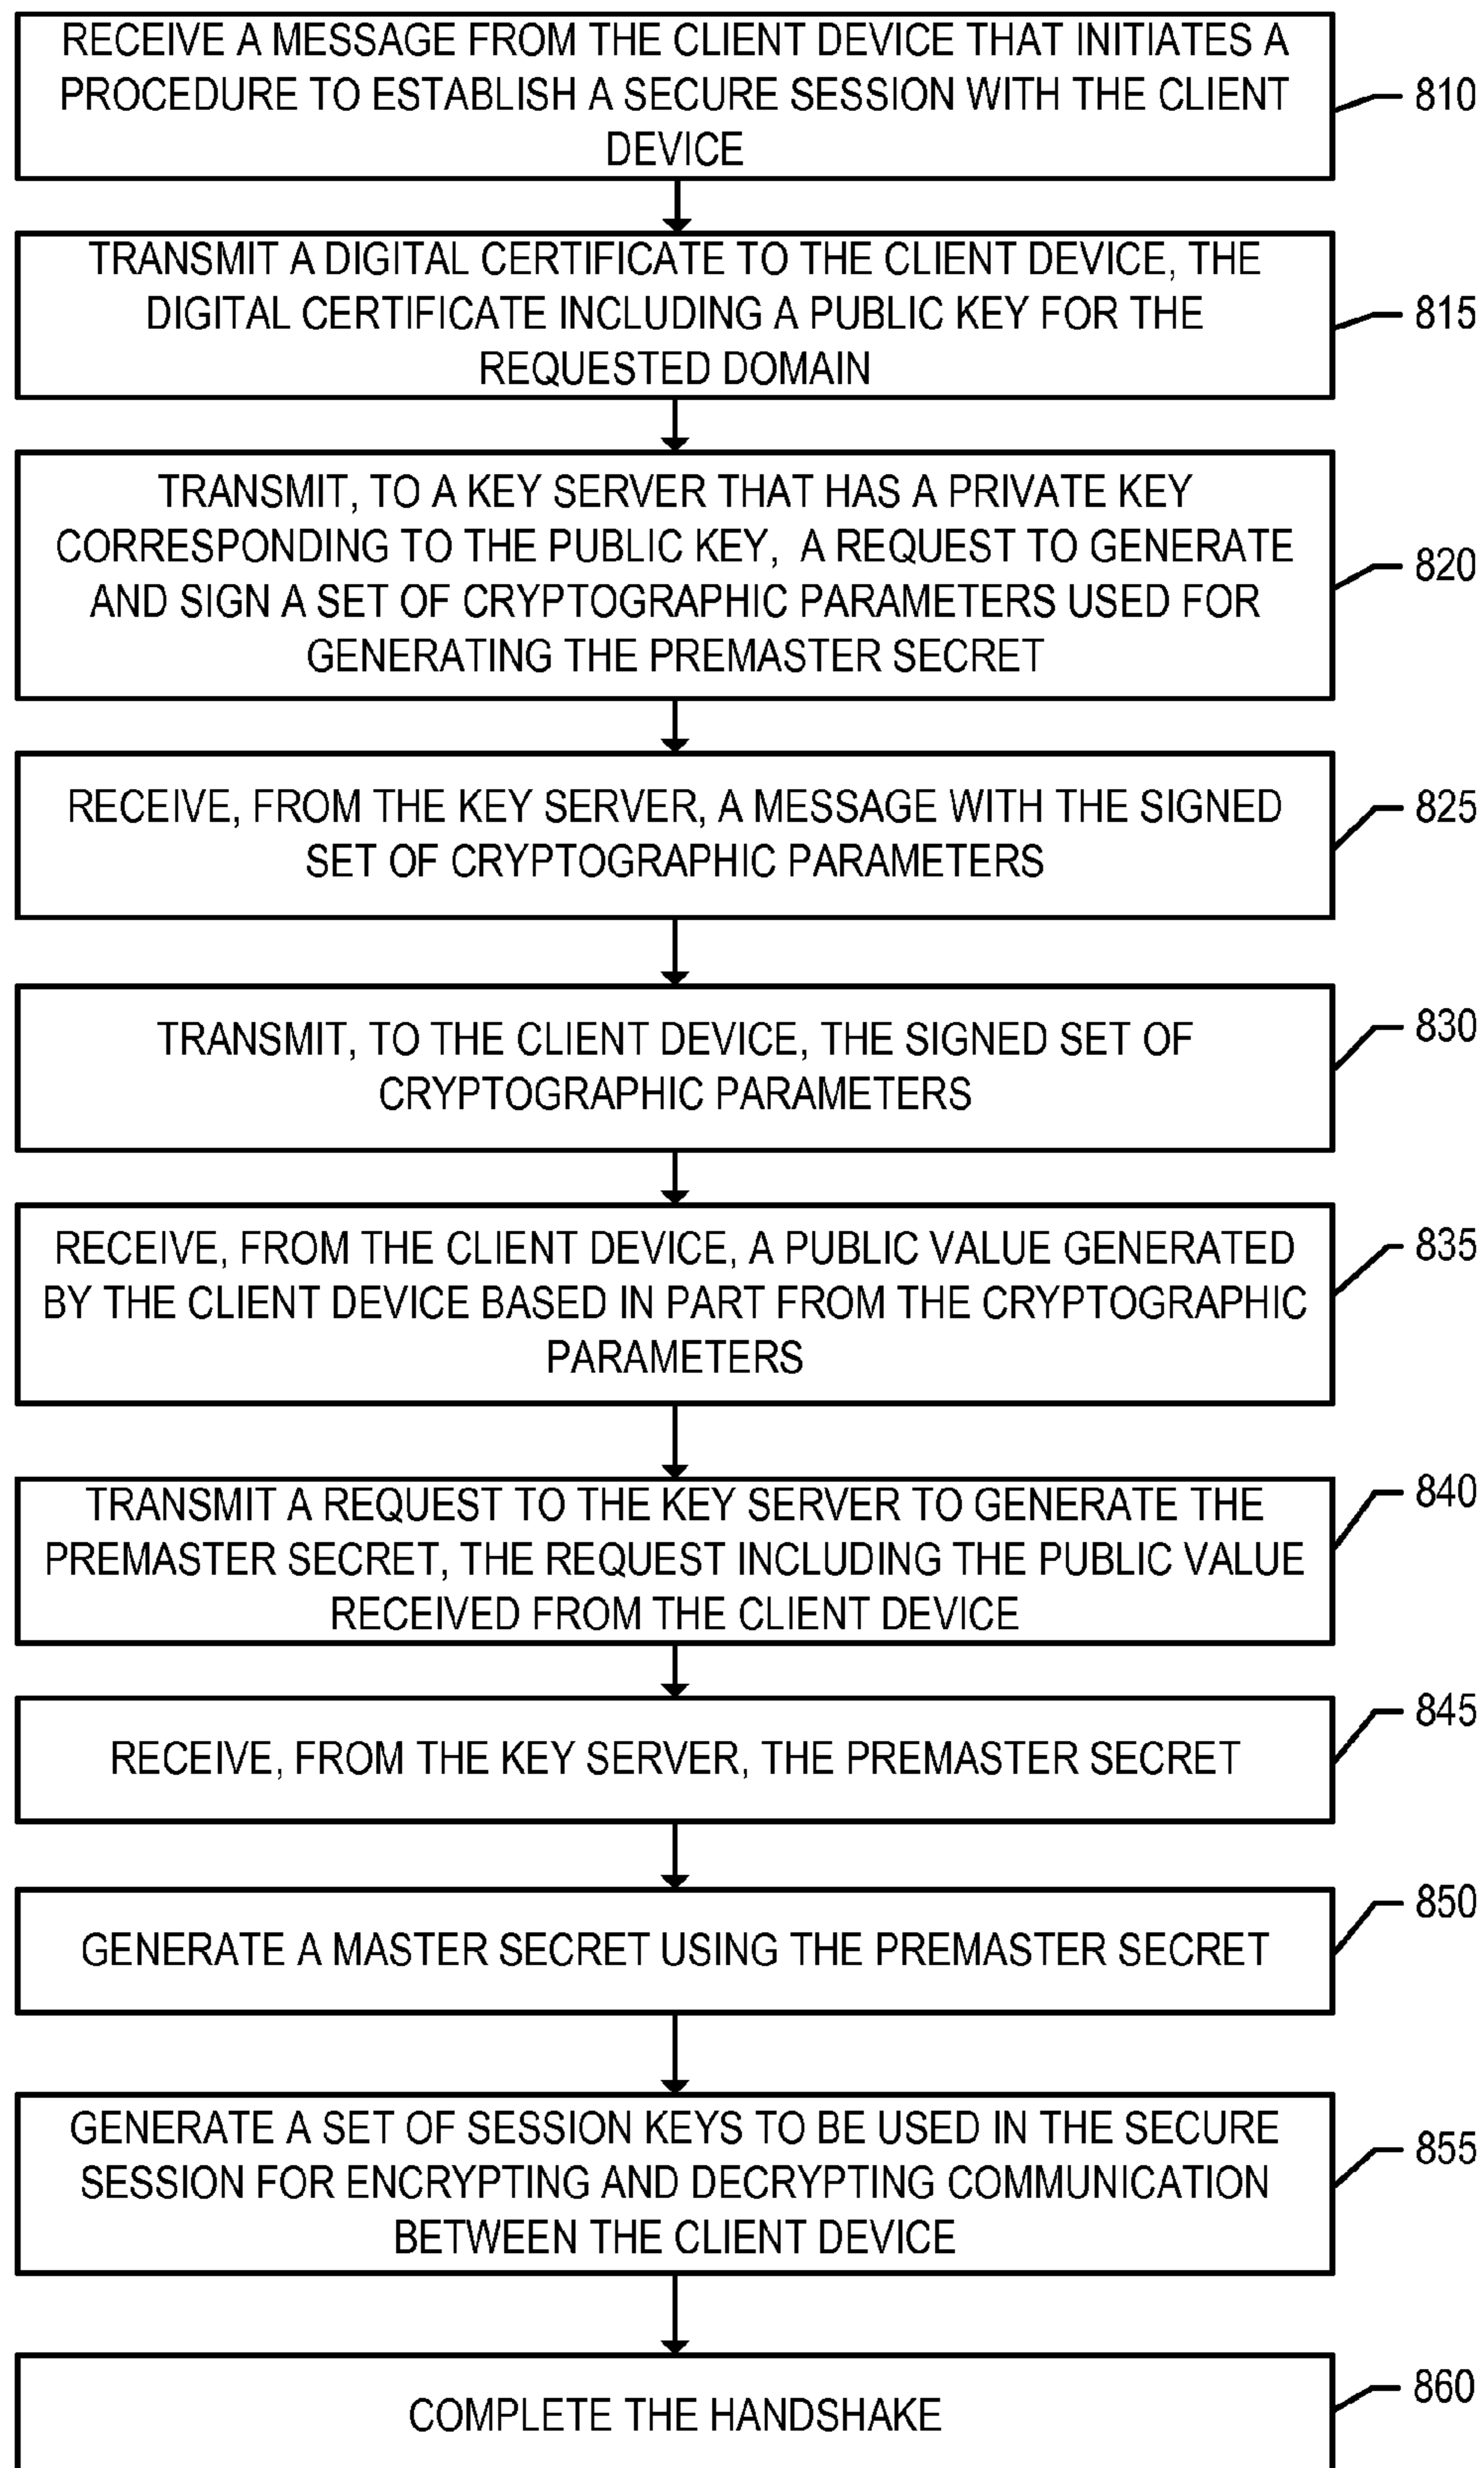 RECEIVE A MESSAGE FROM THE CLIENT DEVICE THAT INITIATES A
PROCEDURE TO ESTABLISH A SECURE SESSION WITH THE CLIENT
DEVICE
810
TRANSMIT A DIGITAL CERTIFICATE TO THE CLIENT DEVICE, THE
DIGITAL CERTIFICATE INCLUDING A PUBLIC KEY FOR THE
REQUESTED DOMAIN
815
TRANSMIT, TO A KEY SERVER THAT HAS A PRIVATE KEY
CORRESPONDING TO THE PUBLIC KEY, A REQUEST TO GENERATE
AND SIGN A SET OF CRYPTOGRAPHIC PARAMETERS USED FOR
GENERATING THE PREMASTER SECRET
820
RECEIVE, FROM THE KEY SERVER, A MESSAGE WITH THE SIGNED
SET OF CRYPTOGRAPHIC PARAMETERS
825
TRANSMIT, TO THE CLIENT DEVICE, THE SIGNED SET OF
CRYPTOGRAPHIC PARAMETERS
830
RECEIVE, FROM THE CLIENT DEVICE, A PUBLIC VALUE GENERATED
BY THE CLIENT DEVICE BASED IN PART FROM THE CRYPTOGRAPHIC
PARAMETERS
835
TRANSMIT A REQUEST TO THE KEY SERVER TO GENERATE THE
PREMASTER SECRET, THE REQUEST INCLUDING THE PUBLIC VALUE
RECEIVED FROM THE CLIENT DEVICE
840
RECEIVE, FROM THE KEY SERVER, THE PREMASTER SECRET
845
GENERATE A MASTER SECRET USING THE PREMASTER SECRET
850
GENERATE A SET OF SESSION KEYS TO BE USED IN THE SECURE
SESSION FOR ENCRYPTING AND DECRYPTING COMMUNICATION
BETWEEN THE CLIENT DEVICE
855
COMPLETE THE HANDSHAKE
860